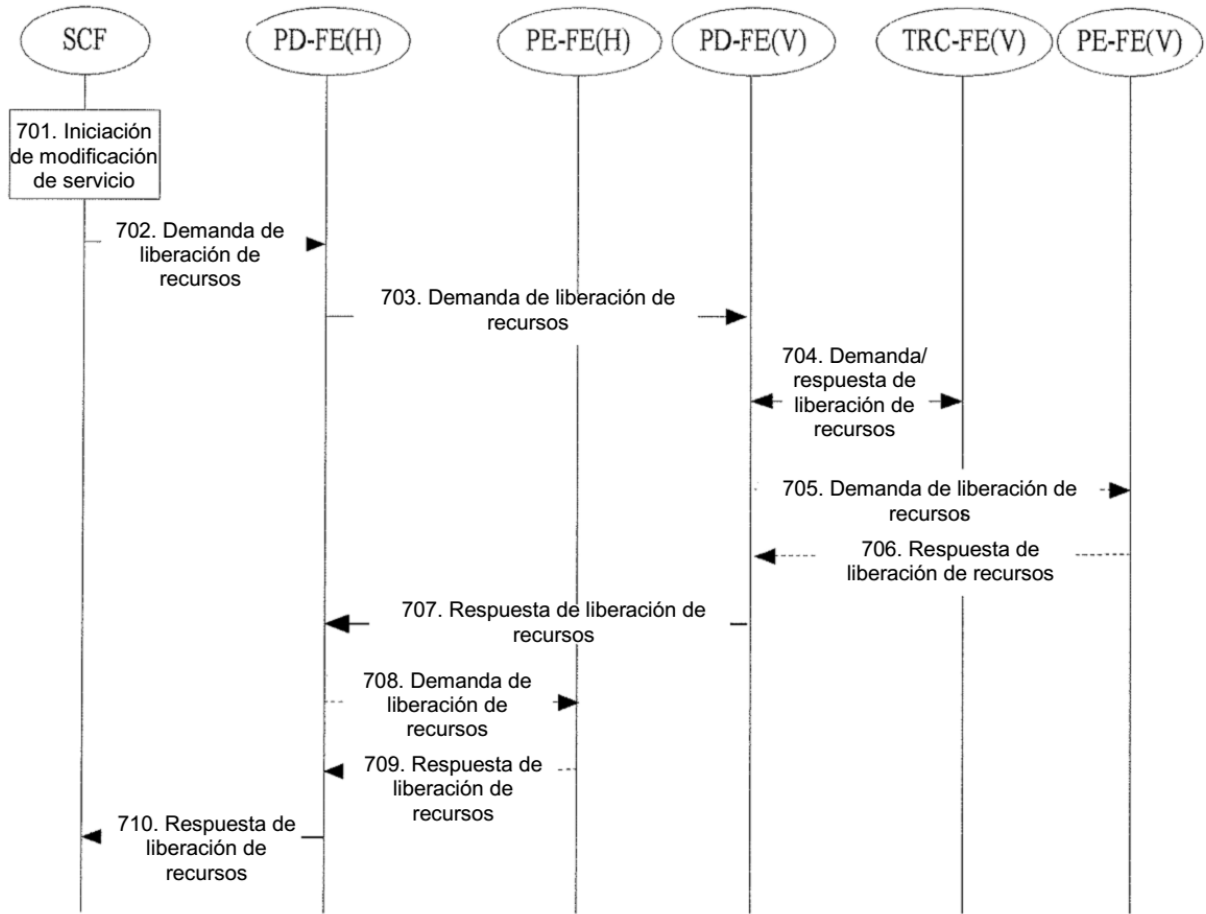 SCF
PD-FE(H)
PE-FE(H)
PD-FE(V)
TRC-FE(V)
PE-FE(V)
701. Iniciación
de modificación
de servicio
702. Demanda de
liberación de
recursos
703. Demanda de liberación de
recursos
704. Demanda/
respuesta de
liberación de
recursos
705. Demanda de liberación de
recursos
706. Respuesta de
liberación de recursos
707. Respuesta de liberación de
recursos
708. Demanda de
liberación de
recursos
709. Respuesta de
liberación de
recursos
710. Respuesta de
liberación de
recursos